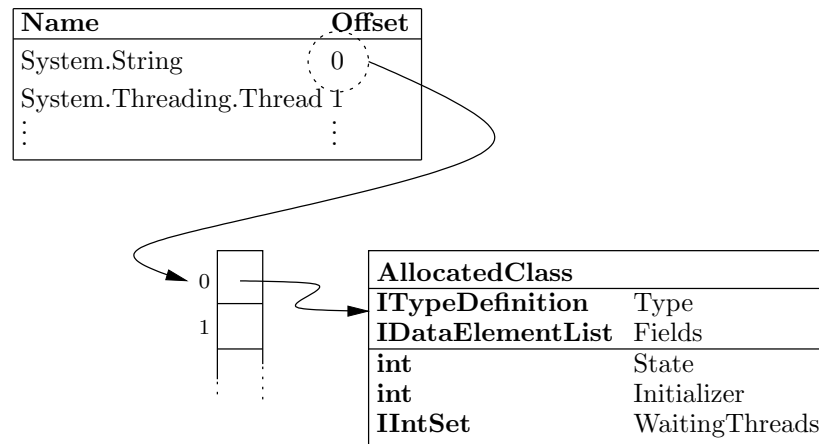 Name Offset
System.String 0
System.Threading.Thread 1
⋮ ⋮
0
1
AllocatedClass
ITypeDefinition Type
IDataElementList Fields
int State
int Initializer
IIntSet WaitingThreads